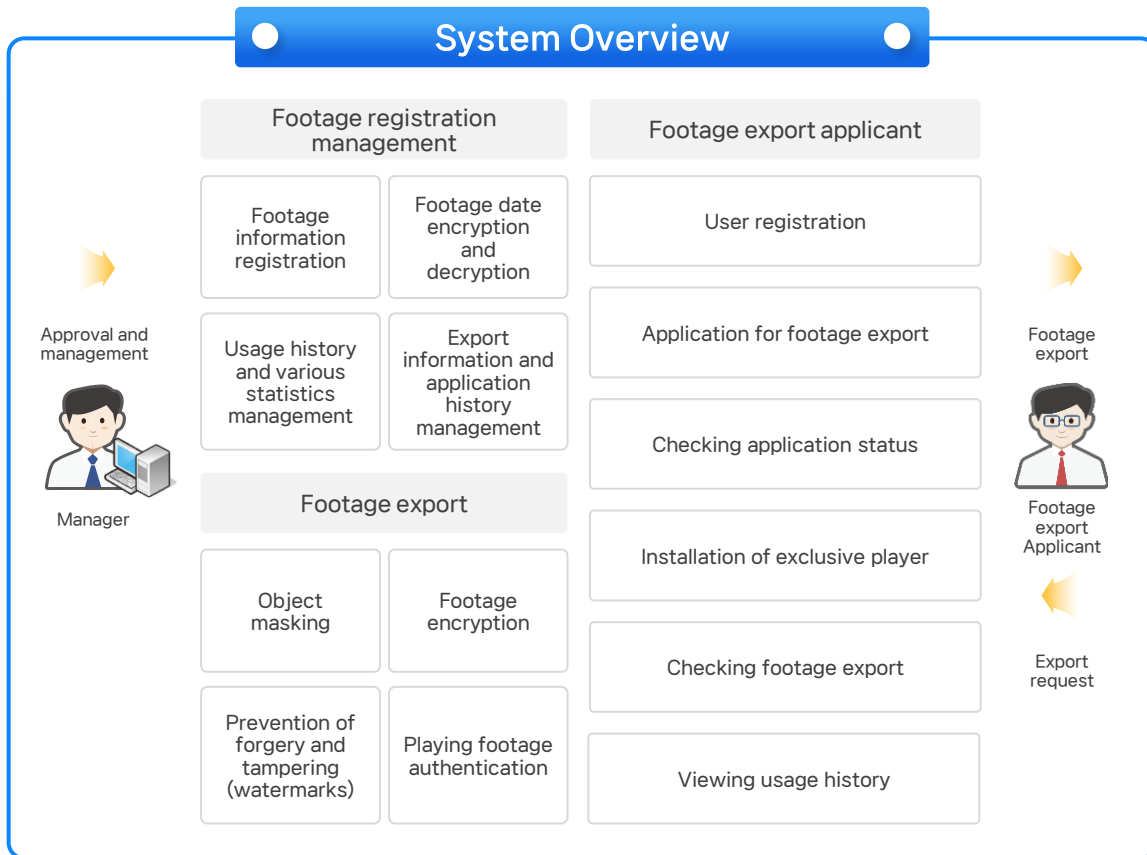 System Overview
Footage registration
management
Footage export applicant
Footage
information
registration
Footage date
encryption
and
decryption
Usage history
and various
statistics
management
Export
information and
application
history
management
Footage export
Object
masking
Footage
encryption
Prevention of
forgery and
tampering
(watermarks)
Playing footage
authentication
User registration
Application for footage export
Checking application status
Installation of exclusive player
Checking footage export
Viewing usage history
Approval and
management
Manager
Footage
export
Footage
export
Applicant
Export
request